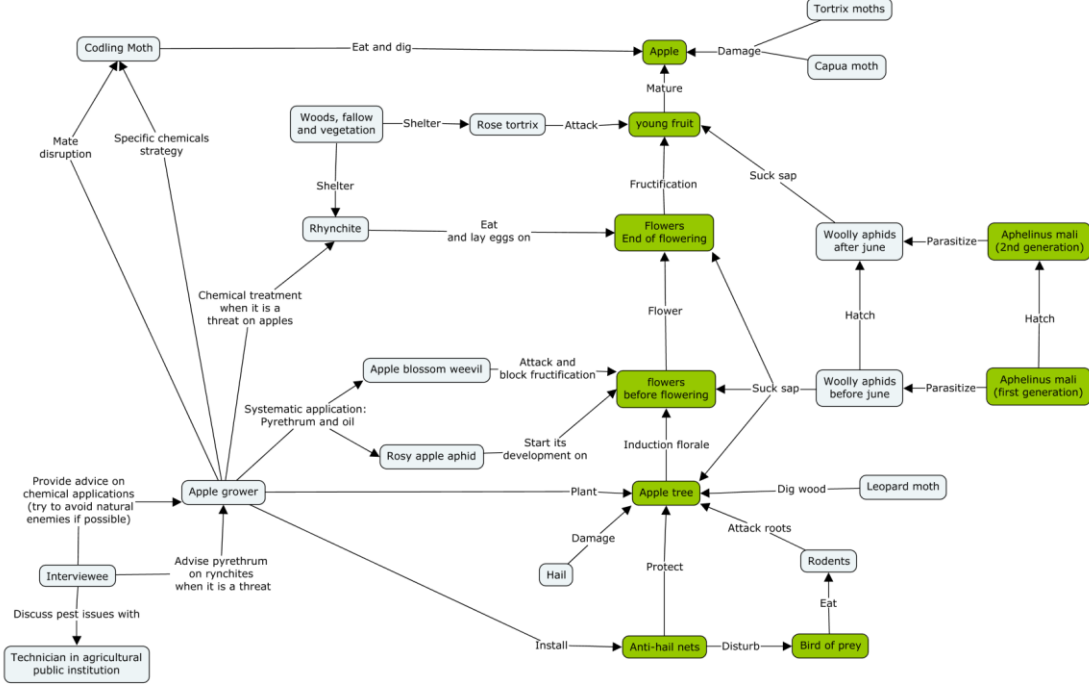 Tortrix moths
Codling Moth
Eat and dig
Apple
Damage
Capua moth
Mature
Mate
disruption
Specific chemicals
strategy
Woods, fallow
and vegetation
Shelter
Rose tortrix
Attack
young fruit
Suck sap
Shelter
Fructification
Rhynchite
Eat
and lay eggs on
Flowers
End of flowering
Woolly aphids
after june
Parasitize
Aphelinus mali
(2nd generation)
Chemical treatment
when it is a
threat on apples
Flower
Hatch
Hatch
Apple blossom weevil
Attack and
block fructification
flowers
before flowering
Suck sap
Woolly aphids
before june
Parasitize
Aphelinus mali
(first generation)
Systematic application:
Pyrethrum and oil
Rosy apple aphid
Start its
development on
Induction florale
Provide advice on
chemical applications
(try to avoid natural
enemies if possible)
Apple grower
Plant
Apple tree
Dig wood
Leopard moth
Damage
Attack roots
Hail
Protect
Rodents
Interviewee
Advise pyrethrum
on rynchites
when it is a threat
Eat
Discuss pest issues with
Technician in agricultural
public institution
Install
Anti-hail nets
Disturb
Bird of prey